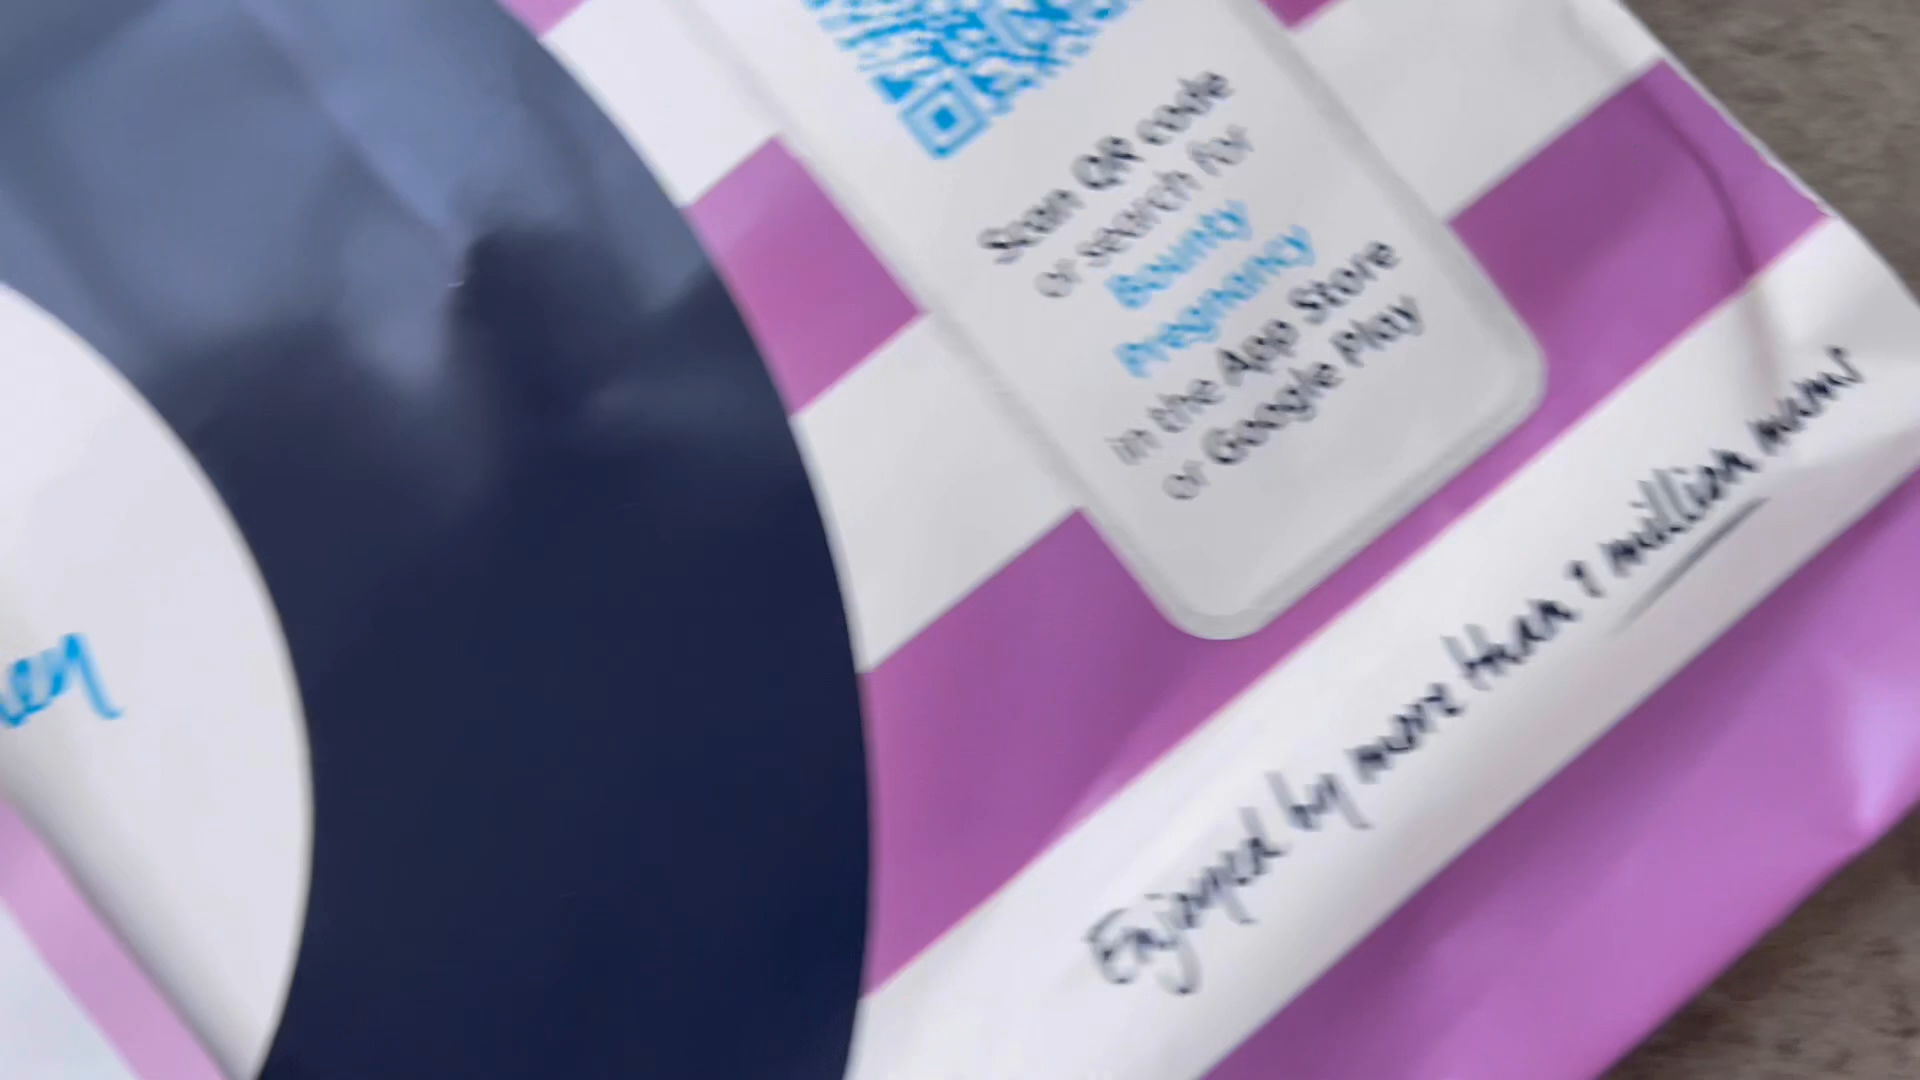 Scan QR code
or search for
Bounty
Pregnancy
in the App Store
or Google Play
Enjoyed by more than 1 million mums